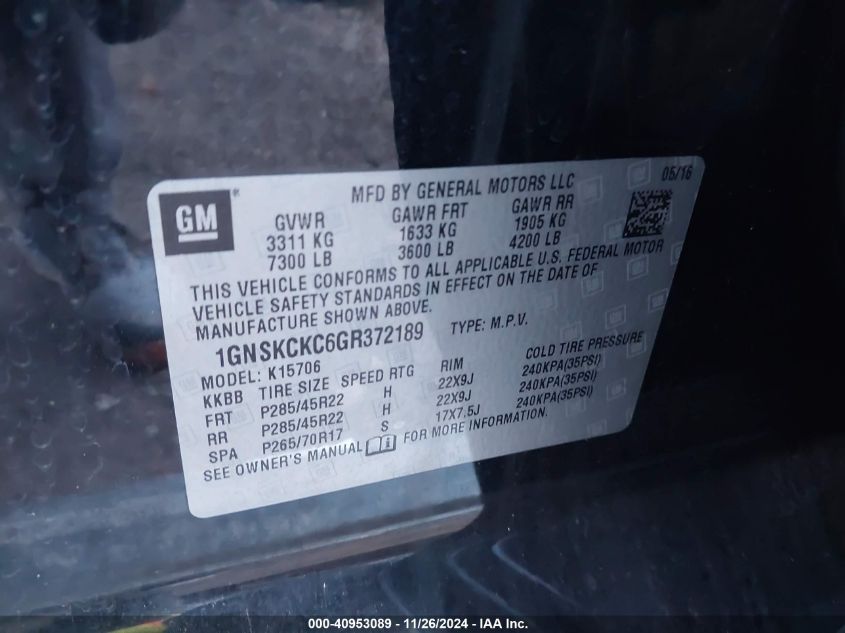 GM®
MFD BY GENERAL MOTORS LLC 05/16
GVWR GAWR FRT GAWR RR
3311 KG 1633 KG 1905 KG
7300 LB 3600 LB 4200 LB
THIS VEHICLE CONFORMS TO ALL APPLICABLE U.S. FEDERAL MOTOR
VEHICLE SAFETY STANDARDS IN EFFECT ON THE DATE OF
MANUFACTURE SHOWN ABOVE.
1GNSKCKC6GR372189 TYPE: M.P.V.
MODEL: K15706
KKBB TIRE SIZE SPEED RTG RIM COLD TIRE PRESSURE
FRT P285/45R22 H 22X9J 240KPA(35PSI)
RR P285/45R22 H 22X9J 240KPA(35PSI)
SPA P265/70R17 S 17X7.5J 240KPA(35PSI)
SEE OWNER'S MANUAL FOR MORE INFORMATION.
000-40953089 - 11/26/2024 - IAA Inc.